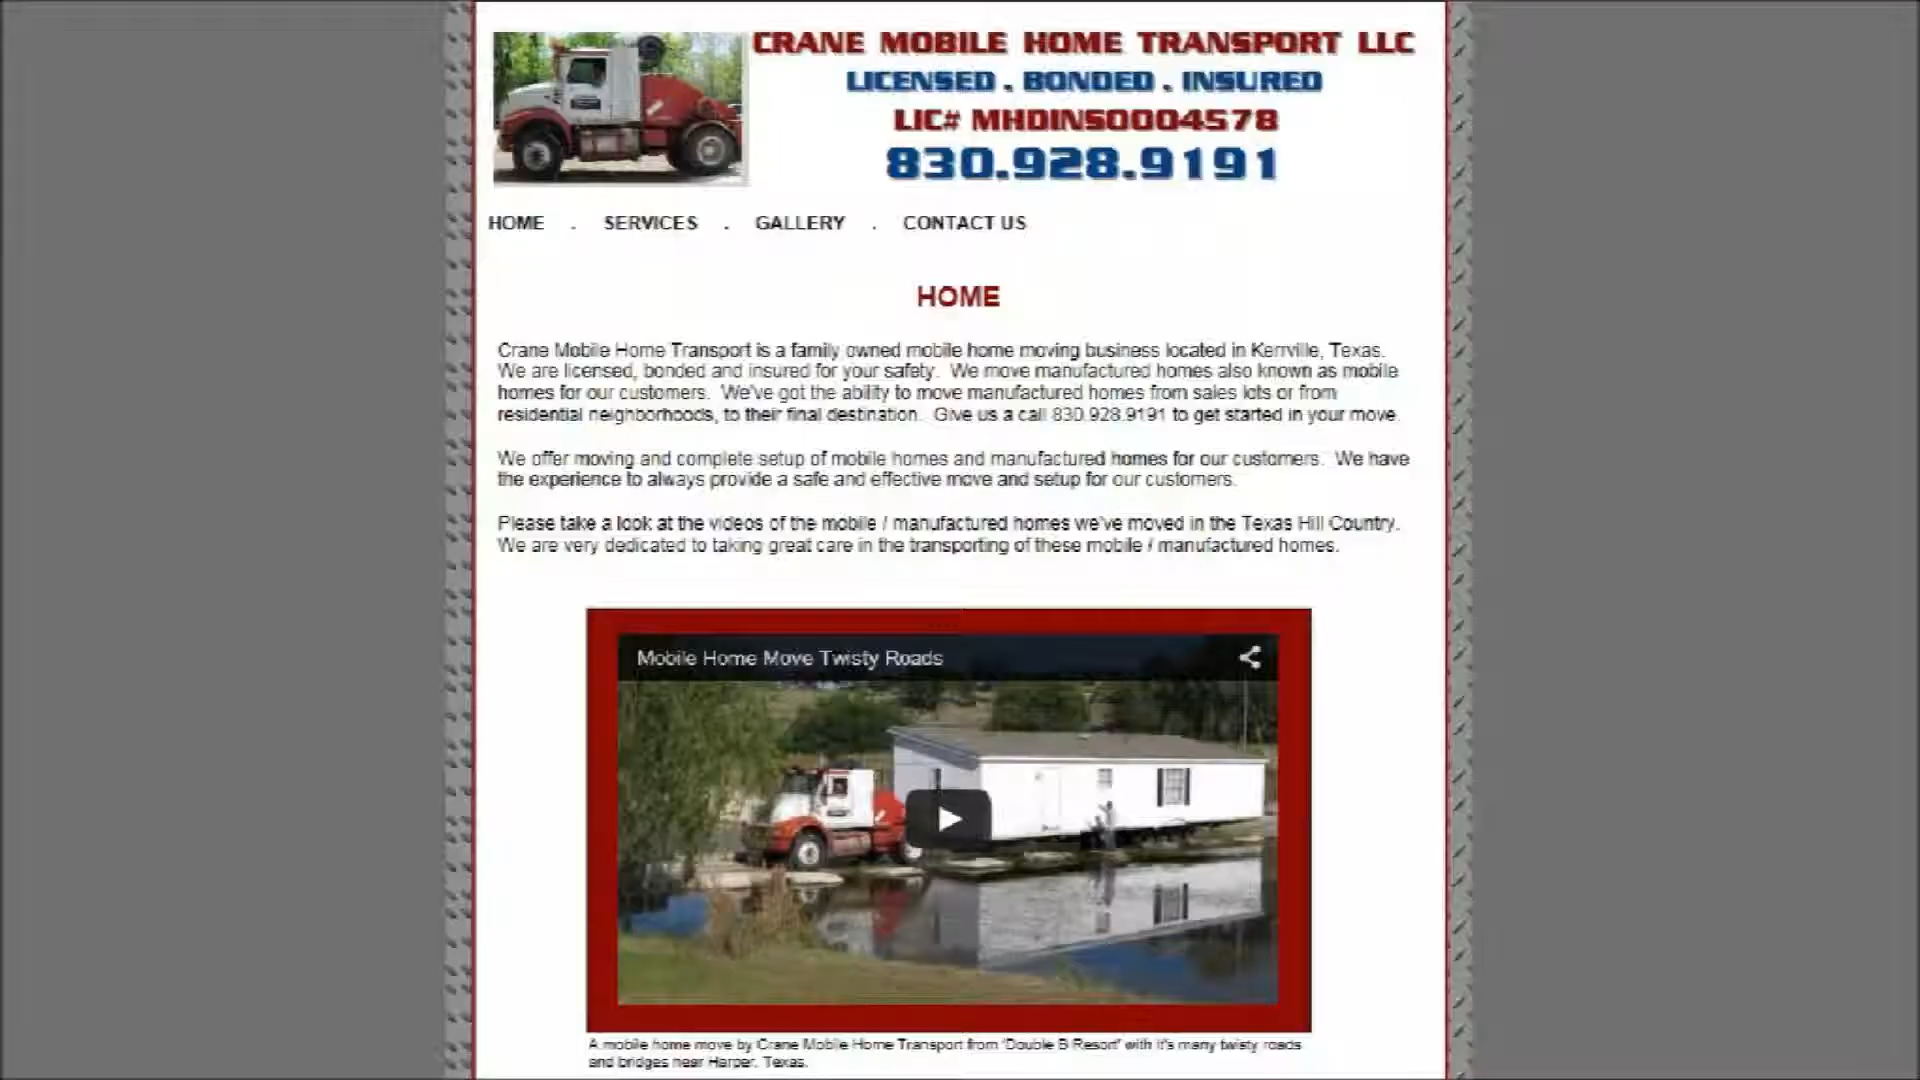 CRANE MOBILE HOME TRANSPORT LLC
LICENSED . BONDED . INSURED
LIC# MHDINS0004578
830.928.9191
HOME . SERVICES . GALLERY . CONTACT US
HOME
Crane Mobile Home Transport is a family owned mobile home moving business located in Kerrville, Texas.
We are licensed, bonded and insured for your safety. We move manufactured homes also known as mobile
homes for our customers. We've got the ability to move manufactured homes from sales lots or from
residential neighborhoods, to their final destination. Give us a call 830.928.9191 to get started in your move.
We offer moving and complete setup of mobile homes and manufactured homes for our customers. We have
the experience to always provide a safe and effective move and setup for our customers.
Please take a look at the videos of the mobile / manufactured homes we've moved in the Texas Hill Country.
We are very dedicated to taking great care in the transporting of these mobile / manufactured homes.
Mobile Home Move Twisty Roads
A mobile home move by Crane Mobile Home Transport from 'Double B Resort' with it's many twisty roads
and bridges near Harper, Texas.